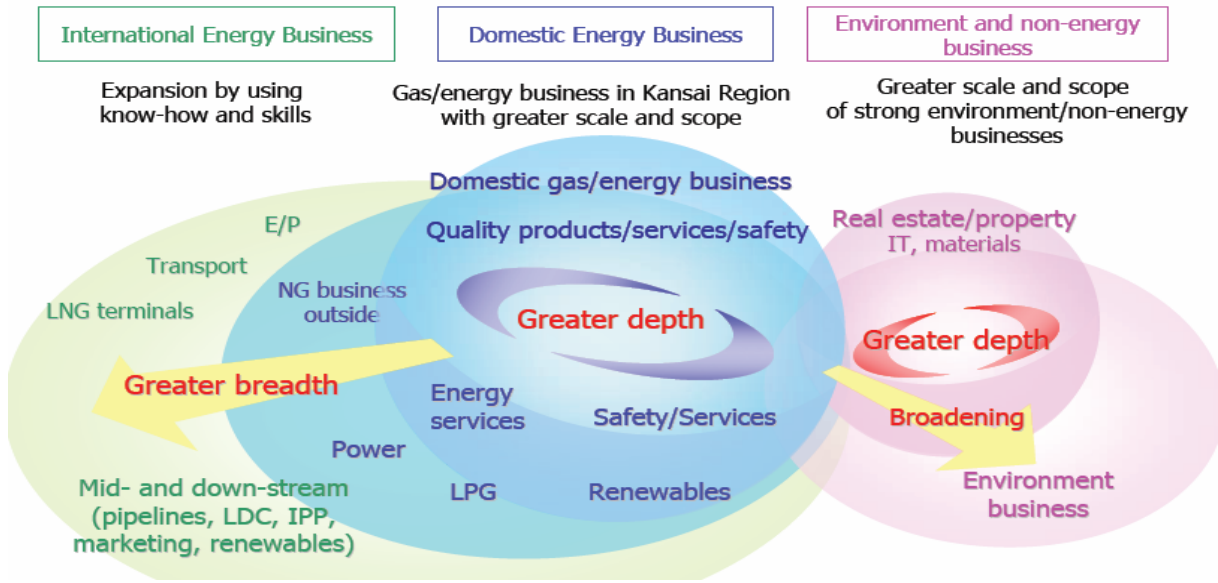 International Energy Business
Domestic Energy Business
Environment and non-energy
business
Expansion by using
know-how and skills
Gas/energy business in Kansai Region
with greater scale and scope
Greater scale and scope
of strong environment/non-energy
businesses
Domestic gas/energy business
Quality products/services/safety
Real estate/property
IT, materials
E/P
Transport
LNG terminals
NG business
outside
Greater depth
Greater depth
Greater breadth
Energy
services
Safety/Services
Broadening
Power
LPG
Renewables
Mid- and down-stream
(pipelines, LDC, IPP,
marketing, renewables)
Environment
business